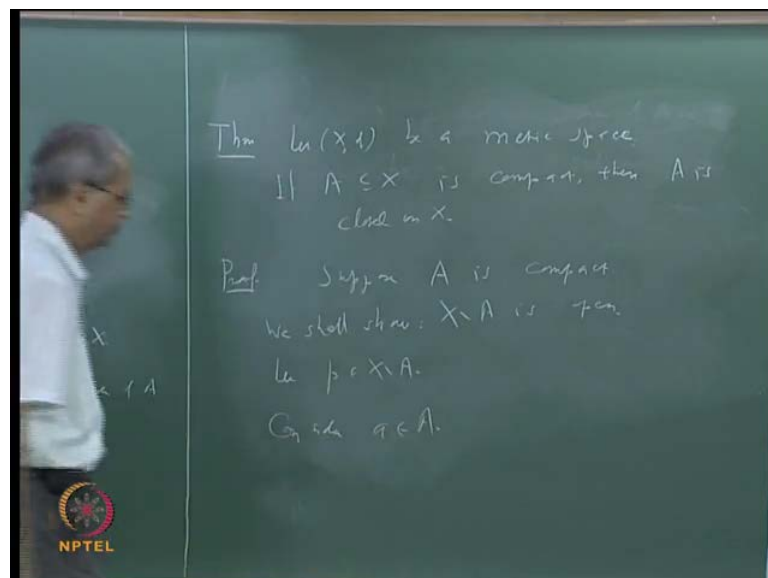 Thm Let (X, d) be a metric space.
If A ⊆ X is compact, then A is
closed in X.
Proof. Suppose A is compact.
We shall show: X \ A is open.
Let p ∈ X \ A.
Consider a ∈ A.
X.
of A
NPTEL